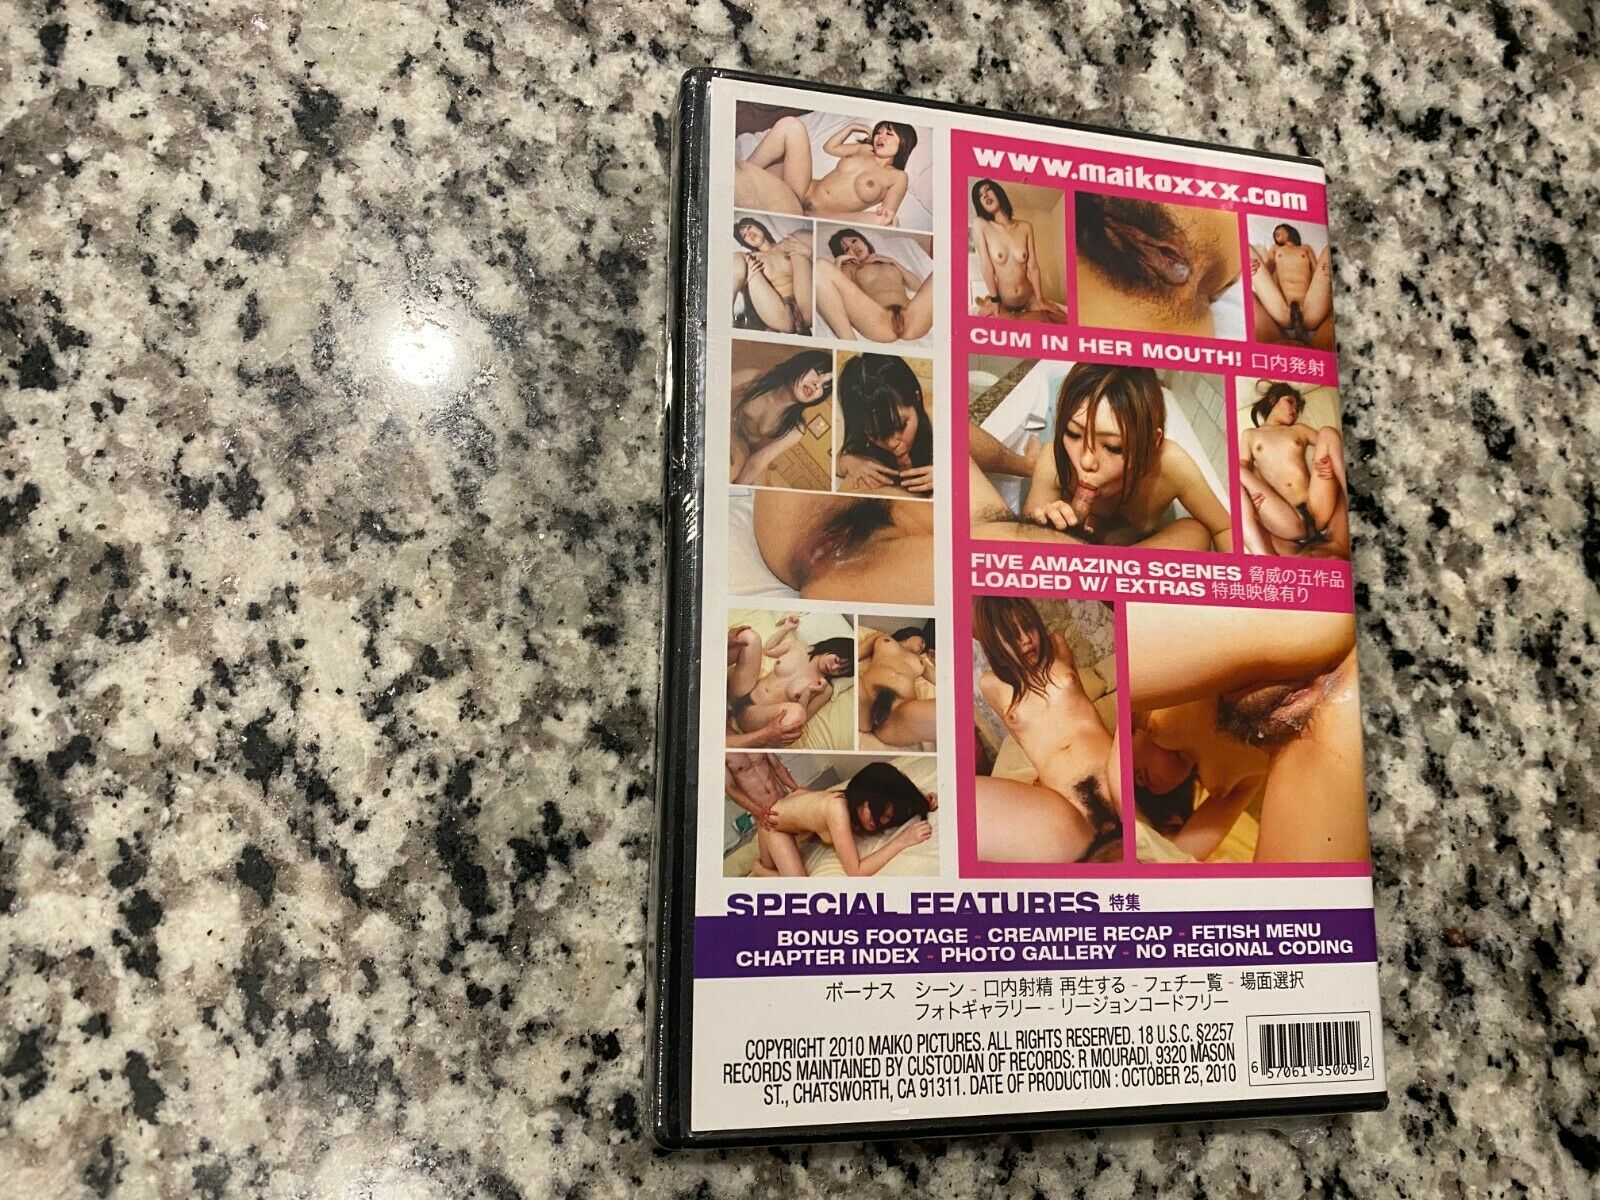 www.maikoxxx.com
CUM IN HER MOUTH! 口内発射
FIVE AMAZING SCENES 脅威の五作品
LOADED W/ EXTRAS 特典映像有り
SPECIAL FEATURES 特集
BONUS FOOTAGE - CREAMPIE RECAP - FETISH MENU
CHAPTER INDEX - PHOTO GALLERY - NO REGIONAL CODING
ボーナス シーン - 口内射精 再生する - フェチ一覧 - 場面選択
フォトギャラリー - リージョンコードフリー
COPYRIGHT 2010 MAIKO PICTURES. ALL RIGHTS RESERVED. 18 U.S.C. §2257
RECORDS MAINTAINED BY CUSTODIAN OF RECORDS: R MOURADI, 9320 MASON
ST., CHATSWORTH, CA 91311. DATE OF PRODUCTION : OCTOBER 25, 2010
6 57061 55005 2